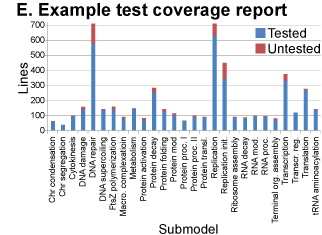 E. Example test coverage report
Tested
Untested
Lines
700
600
500
400
300
200
100
0
Chr condensation
Chr segregation
Cytokinesis
DNA damage
DNA repair
DNA supercoiling
FtsZ polymerization
Macro. complexation
Metabolism
Protein activation
Protein decay
Protein folding
Protein mod
Protein proc. I
Protein proc. II
Protein transl.
Replication
Replication init.
Ribosome assembly
RNA decay
RNA mod.
RNA proc.
Terminal org. assembly
Transcription
Transcr. reg.
Translation
tRNA aminoacylation
Submodel